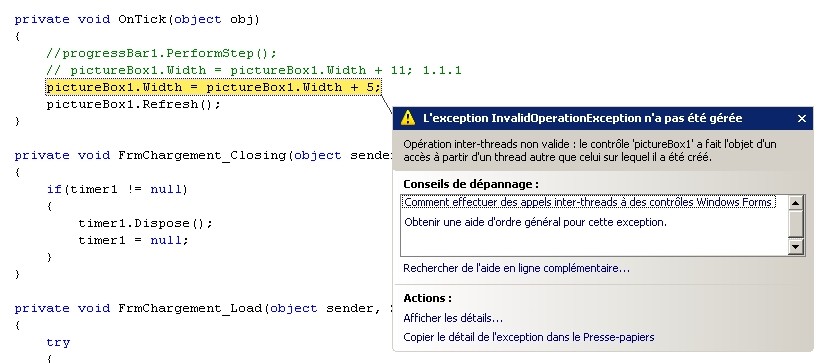 private void OnTick(object obj)
{
//progressBar1.PerformStep();
// pictureBox1.Width = pictureBox1.Width + 11; 1.1.1
pictureBox1.Width = pictureBox1.Width + 5;
pictureBox1.Refresh();
}
private void FrmChargement_Closing(object sender
{
if(timer1 != null)
{
timer1.Dispose();
timer1 = null;
}
}
private void FrmChargement_Load(object sender,
{
try
{
L'exception InvalidOperationException n'a pas été gérée
Opération inter-threads non valide : le contrôle 'pictureBox1' a fait l'objet d'un
accès à partir d'un thread autre que celui sur lequel il a été créé.
Conseils de dépannage :
Comment effectuer des appels inter-threads à des contrôles Windows Forms
Obtenir une aide d'ordre général pour cette exception.
Rechercher de l'aide en ligne complémentaire...
Actions :
Afficher les détails...
Copier le détail de l'exception dans le Presse-papiers